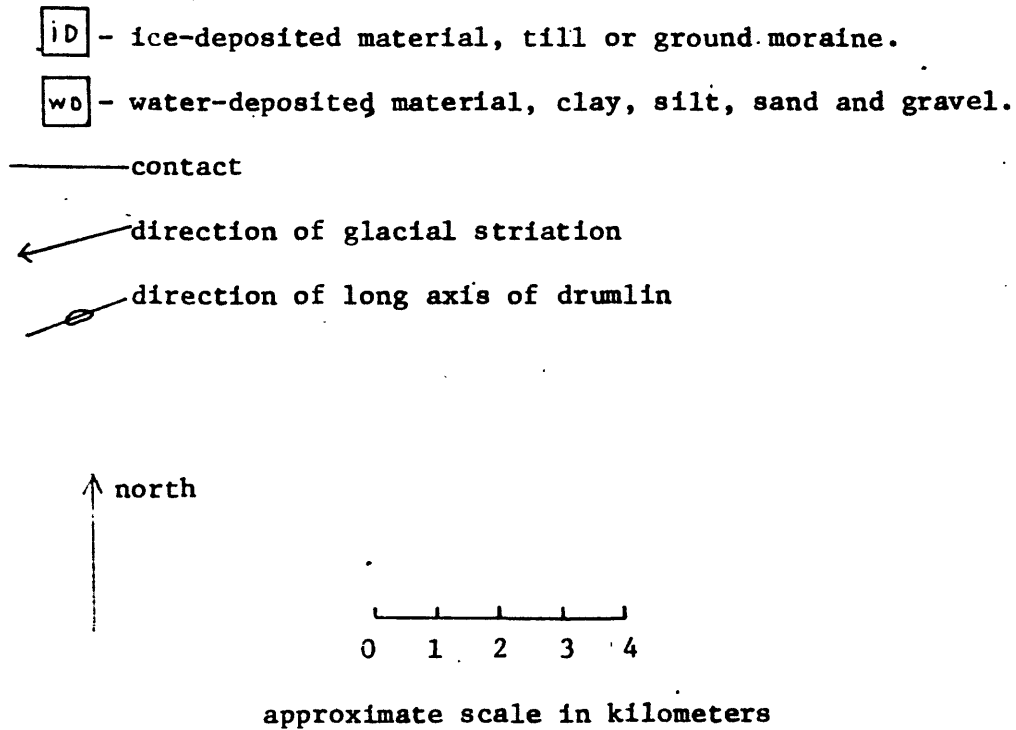 iD - ice-deposited material, till or ground moraine.
wD - water-deposited material, clay, silt, sand and gravel.
contact
direction of glacial striation
direction of long axis of drumlin
north
0 1 2 3 4
approximate scale in kilometers